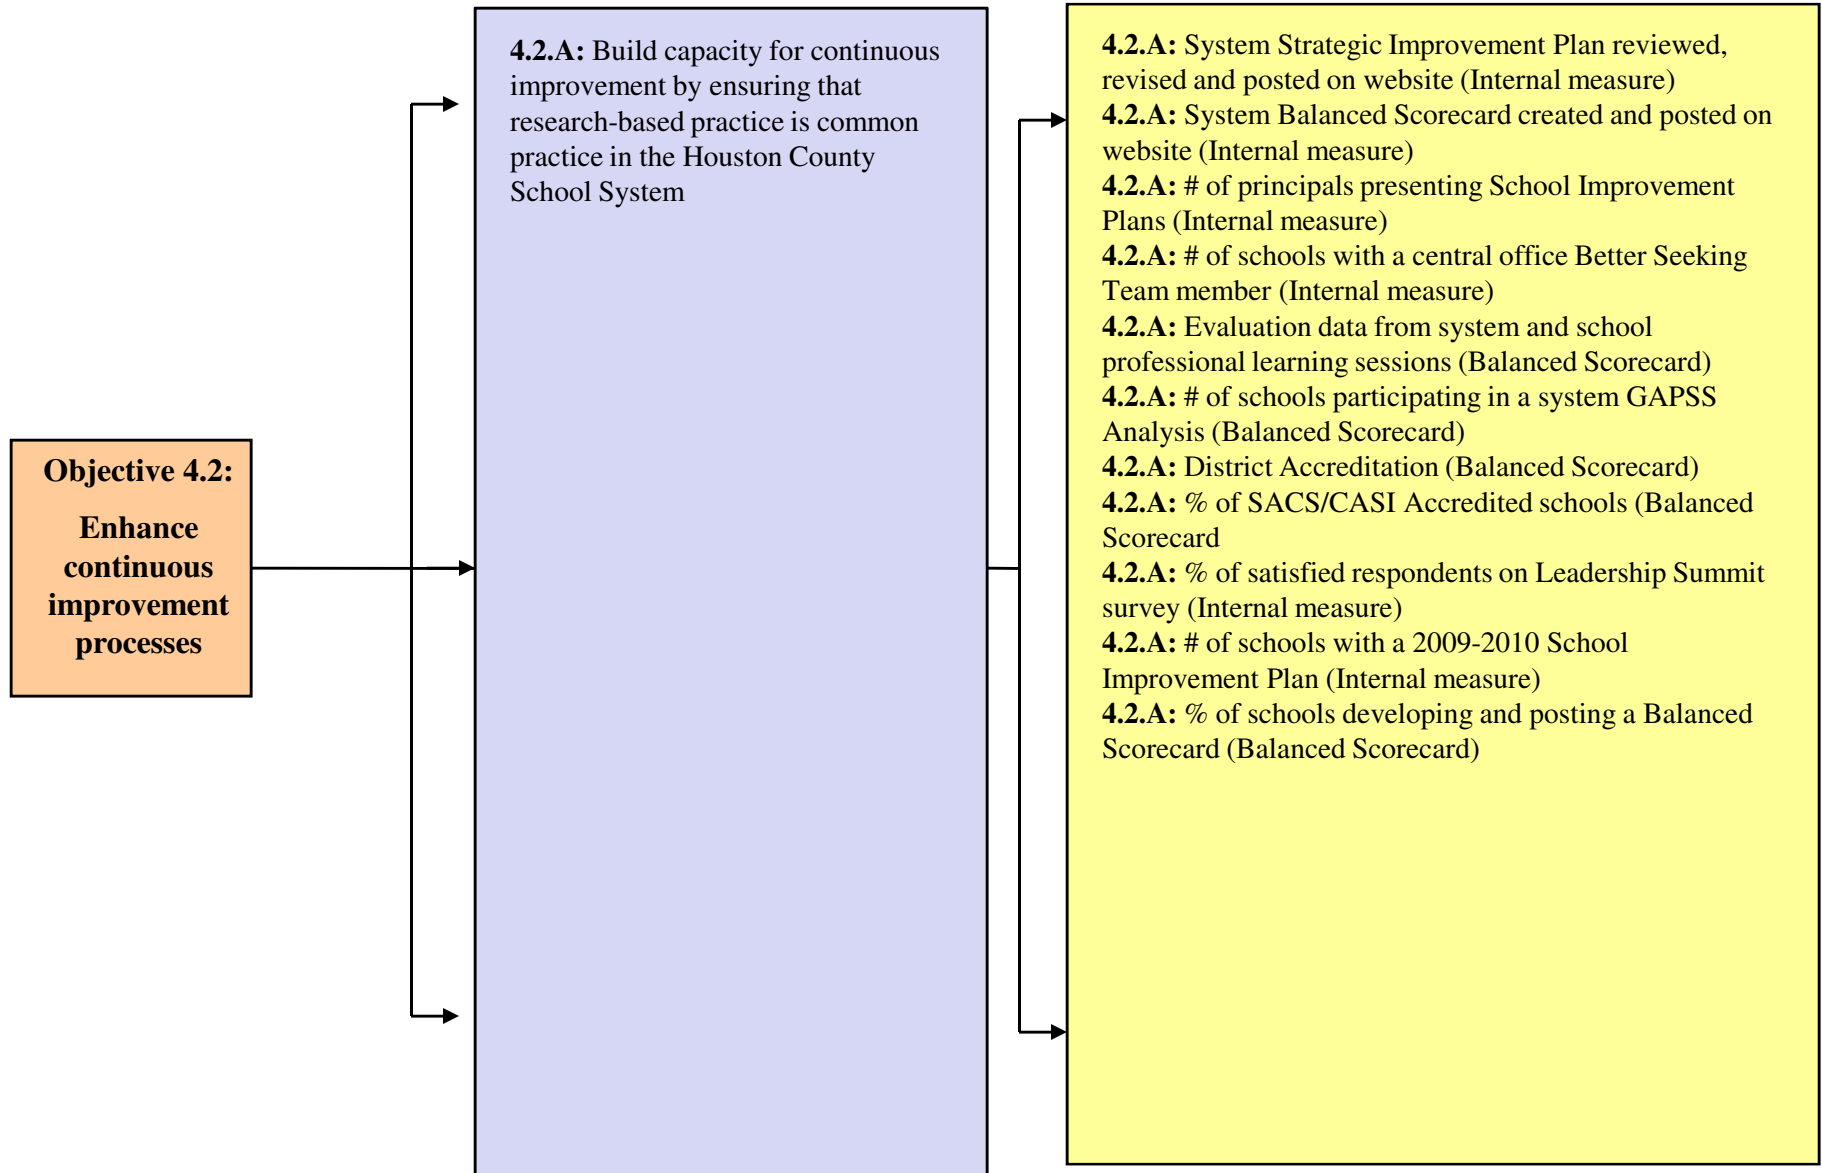 Objective 4.2:
Enhance
continuous
improvement
processes
4.2.A: Build capacity for continuous
improvement by ensuring that
research-based practice is common
practice in the Houston County
School System
4.2.A: System Strategic Improvement Plan reviewed,
revised and posted on website (Internal measure)
4.2.A: System Balanced Scorecard created and posted on
website (Internal measure)
4.2.A: # of principals presenting School Improvement
Plans (Internal measure)
4.2.A: # of schools with a central office Better Seeking
Team member (Internal measure)
4.2.A: Evaluation data from system and school
professional learning sessions (Balanced Scorecard)
4.2.A: # of schools participating in a system GAPSS
Analysis (Balanced Scorecard)
4.2.A: District Accreditation (Balanced Scorecard)
4.2.A: % of SACS/CASI Accredited schools (Balanced
Scorecard
4.2.A: % of satisfied respondents on Leadership Summit
survey (Internal measure)
4.2.A: # of schools with a 2009-2010 School
Improvement Plan (Internal measure)
4.2.A: % of schools developing and posting a Balanced
Scorecard (Balanced Scorecard)